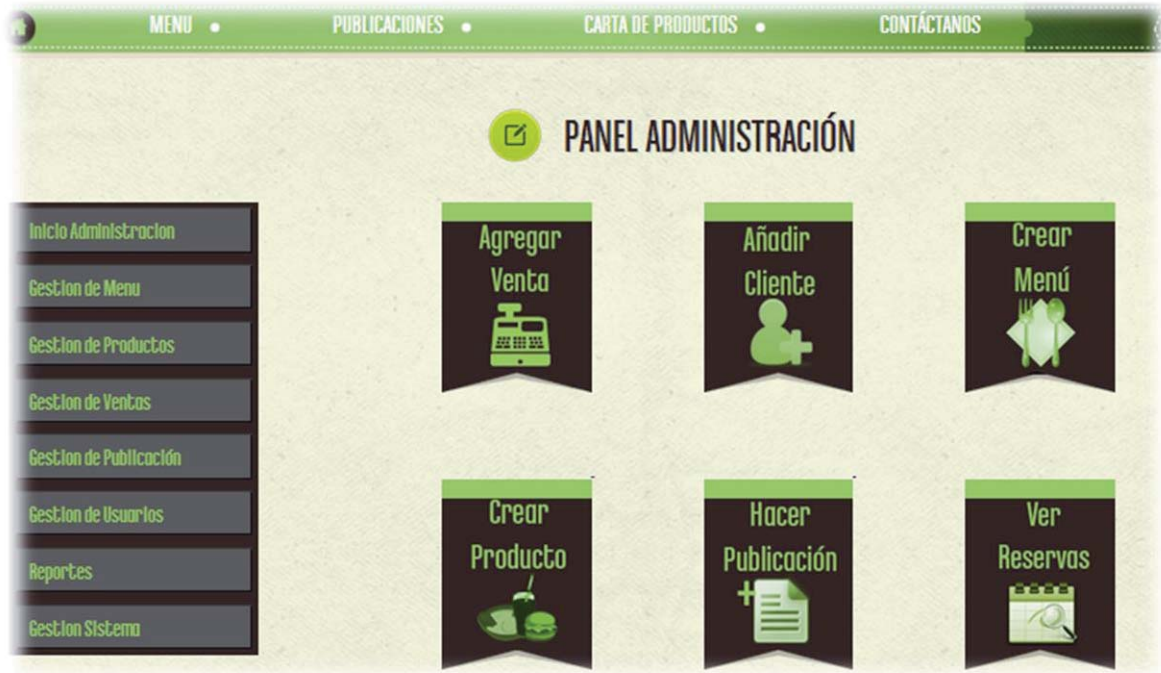 MENU
PUBLICACIONES
CARTA DE PRODUCTOS
CONTÁCTANOS
PANEL ADMINISTRACIÓN
Inicio Administracion
Gestion de Menu
Gestion de Productos
Gestion de Ventas
Gestion de Publicación
Gestion de Usuarios
Reportes
Gestion Sistema
Agregar
Venta
Añadir
Cliente
Crear
Menú
Crear
Producto
Hacer
Publicación
Ver
Reservas